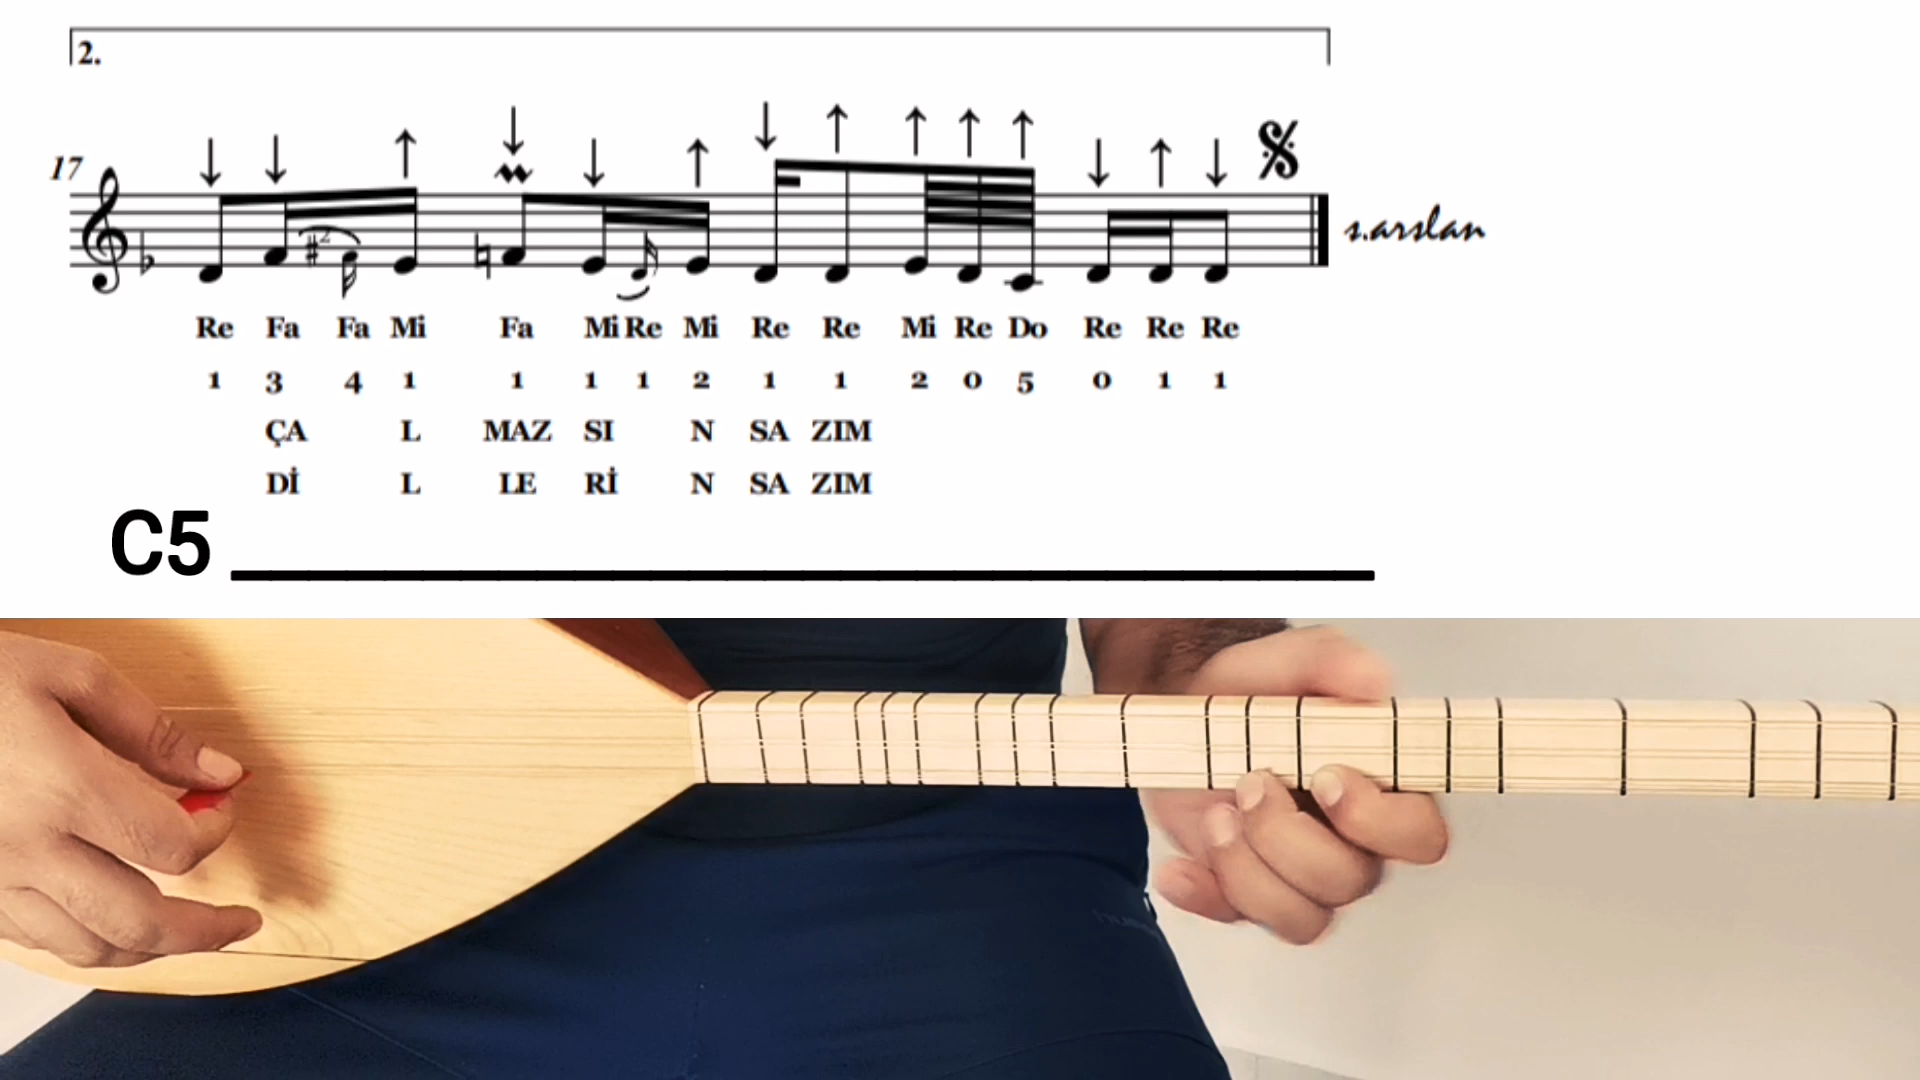 2.
17
s.arslan
Re Fa Fa Mi Fa Mi Re Mi Re Re Mi Re Do Re Re Re
1 3 4 1 1 1 1 2 1 1 2 0 5 0 1 1
ÇA L MAZ SI N SA ZIM
DİL L LE Rİ N SA ZIM
C5